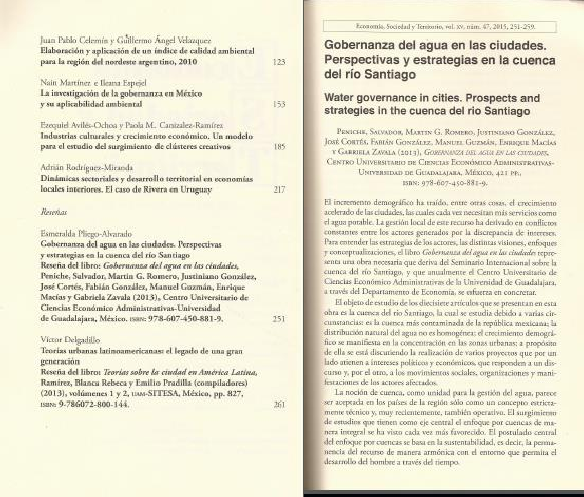 Juan Pablo Celemín y Guillermo Ángel Velázquez
Elaboración y aplicación de un índice de calidad ambiental
para la región del nordeste argentino, 2010 123
Nain Martínez e Ileana Espejel
La investigación de la gobernanza en México
y su aplicabilidad ambiental 153
Ezequiel Avilés-Ochoa y Paola M. Canizalez-Ramírez
Industrias culturales y crecimiento económico. Un modelo
para el estudio del surgimiento de clústeres creativos 185
Adrián Rodríguez-Miranda
Dinámicas sectoriales y desarrollo territorial en economías
locales interiores. El caso de Rivera en Uruguay 217
Reseñas
Esmeralda Pliego-Alvarado
Gobernanza del agua en las ciudades. Perspectivas
y estrategias en la cuenca del río Santiago
Reseña del libro: Gobernanza del agua en las ciudades,
Peniche, Salvador, Martín G. Romero, Justiniano González,
José Cortés, Fabián González, Manuel Guzmán, Enrique
Macías y Gabriela Zavala (2013), Centro Universitario de
Ciencias Económico Administrativas-Universidad
de Guadalajara, México. ISBN: 978-607-450-881-9. 251
Víctor Delgadillo
Teorías urbanas latinoamericanas: el legado de una gran
generación
Reseña del libro: Teorías sobre la ciudad en América Latina,
Ramírez, Blanca Rebeca y Emilio Pradilla (compiladores)
(2013), volúmenes 1 y 2, UAM-SITESA, México, pp. 827,
ISBN: 9-786072-800-144. 261
Economía, Sociedad y Territorio, vol. XV, núm. 47, 2015, 251-259.
Gobernanza del agua en las ciudades.
Perspectivas y estrategias en la cuenca
del río Santiago
Water governance in cities. Prospects and
strategies in the cuenca del río Santiago
Peniche, Salvador, Martín G. Romero, Justiniano González,
José Cortés, Fabián González, Manuel Guzmán, Enrique Macías
y Gabriela Zavala (2013), Gobernanza del agua en las ciudades,
Centro Universitario de Ciencias Económico Administrativas-
Universidad de Guadalajara, México, 421 pp.,
ISBN: 978-607-450-881-9.
El incremento demográfico ha traído, entre otras cosas, el crecimiento
acelerado de las ciudades, las cuales cada vez necesitan más servicios como
el agua potable. La gestión local de este recurso ha derivado en conflictos
constantes entre los actores generados por la discrepancia de intereses.
Para entender las estrategias de los actores, las distintas visiones, enfoques
y conceptualizaciones, el libro Gobernanza del agua en las ciudades repre-
senta una obra necesaria que deriva del Seminario Internacional sobre la
cuenca del río Santiago, y que anualmente el Centro Universitario de
Ciencias Económico Administrativas de la Universidad de Guadalajara,
a través del Departamento de Economía, se esfuerza en concretar.
El objeto de estudio de los diecisiete artículos que se presentan en esta
obra es la cuenca del río Santiago, la cual se estudia debido a varias cir-
cunstancias: es la cuenca más contaminada de la república mexicana; la
distribución natural del agua no es homogénea; el crecimiento demográfi-
co se manifiesta en la concentración en las zonas urbanas; a propósito
de ella se está discutiendo la realización de varios proyectos que por un
lado atienen a intereses políticos y económicos, que responden a un dis-
curso y, por el otro, a los movimientos sociales, organizaciones y mani-
festaciones de los actores afectados.
La noción de cuenca, como unidad para la gestión del agua, parece
ser aceptada en los países de la región sólo como un concepto estricta-
mente técnico y, muy recientemente, también operativo. El surgimiento
de estudios que tienen como eje central el enfoque por cuencas de ma-
nera integral se ha visto cada vez más favorecido. El postulado central
del enfoque por cuencas se basa en la sustentabilidad, es decir, la perma-
nencia del recurso de manera armónica con el entorno que permita el
desarrollo del hombre a través del tiempo.